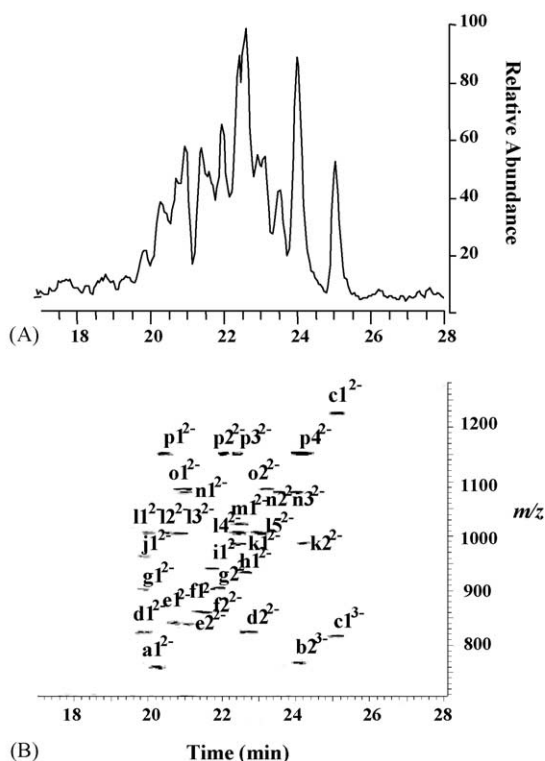 100
80
60
40
20
Relative Abundance
18 20 22 24 26 28
(A)
c1²⁻
1200
p1²⁻ p2²⁻ p3²⁻ p4²⁻
o1²⁻ o2²⁻
1100
n1²⁻ n2²⁻ n3²⁻
m1²⁻
l1²⁻ l2²⁻ l3²⁻ l4²⁻ l5²⁻
1000
m/z
j1²⁻ i1²⁻ k1²⁻ k2²⁻
h1²⁻
g1²⁻ g2²⁻
900
e1²⁻ f1²⁻ f2²⁻
d1²⁻ e2²⁻ d2²⁻ c1³⁻
a1²⁻ b2³⁻
800
18 20 22 24 26 28
(B)
Time (min)